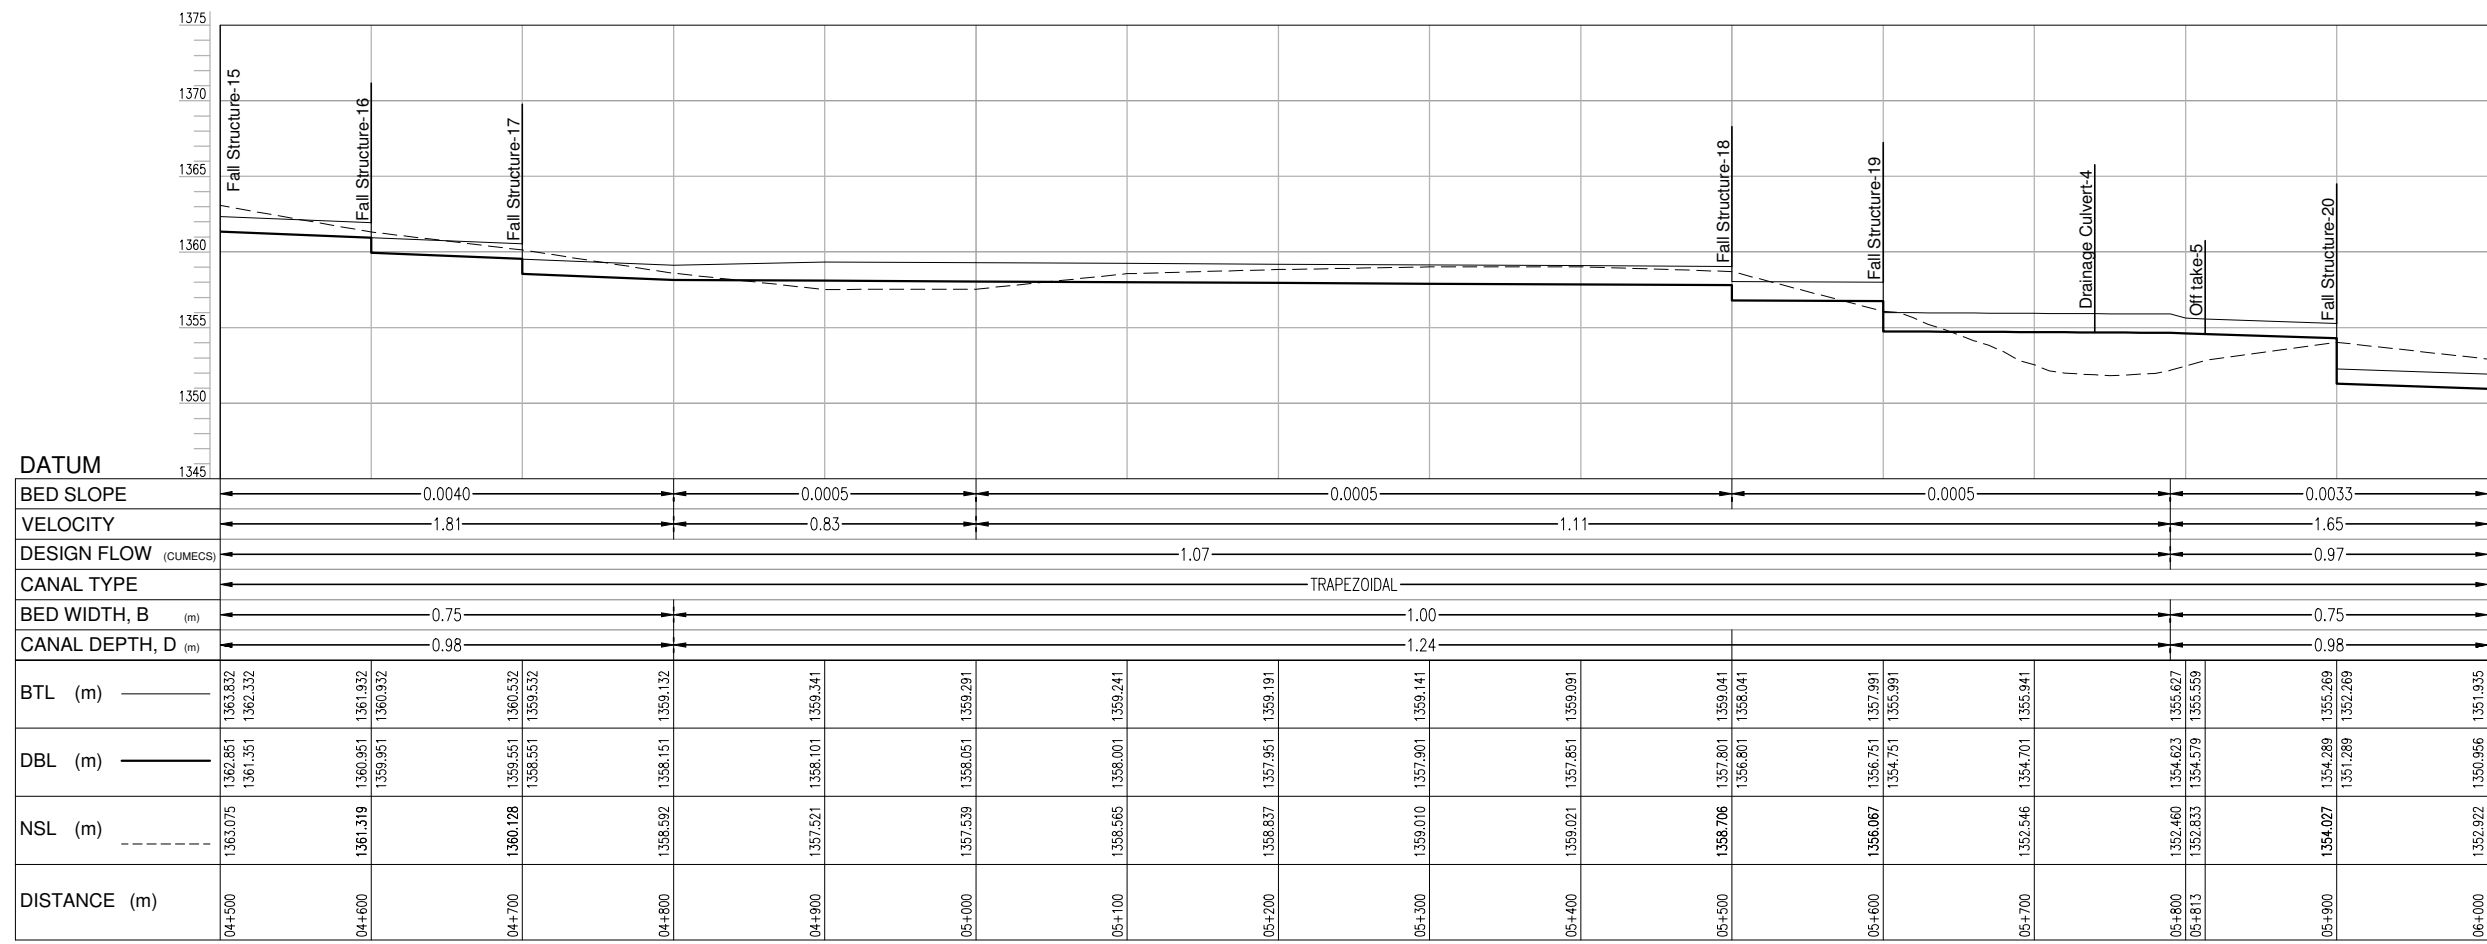 1375
1370
1365
1360
1355
1350
1345
Fall Structure-15
Fall Structure-16
Fall Structure-17
Fall Structure-18
Fall Structure-19
Drainage Culvert-4
Off take-5
Fall Structure-20
DATUM
BED SLOPE 0.0040 0.0005 0.0005 0.0005 0.0033
VELOCITY 1.81 0.83 1.11 1.65
DESIGN FLOW (CUMECS) 1.07 0.97
CANAL TYPE TRAPEZOIDAL
BED WIDTH, B (m) 0.75 1.00 0.75
CANAL DEPTH, D (m) 0.98 1.24 0.98
BTL (m) 1363.832 1362.332 1361.932 1360.932 1360.532 1359.532 1359.132 1359.341 1359.291 1359.241 1359.191 1359.141 1359.091 1359.041 1358.041 1357.991 1355.991 1355.941 1355.627 1355.559 1355.269 1352.269 1351.935
DBL (m) 1362.851 1361.351 1360.951 1359.951 1359.551 1358.551 1358.151 1358.101 1358.051 1358.001 1357.951 1357.901 1357.851 1357.801 1356.801 1356.751 1354.751 1354.701 1354.623 1354.579 1354.289 1351.289 1350.956
NSL (m) 1363.075 1361.319 1360.128 1358.592 1357.521 1357.539 1358.565 1358.837 1359.010 1359.021 1358.706 1356.067 1352.546 1352.460 1352.833 1354.027 1352.922
DISTANCE (m) 04+500 04+600 04+700 04+800 04+900 05+000 05+100 05+200 05+300 05+400 05+500 05+600 05+700 05+800 05+813 05+900 06+000